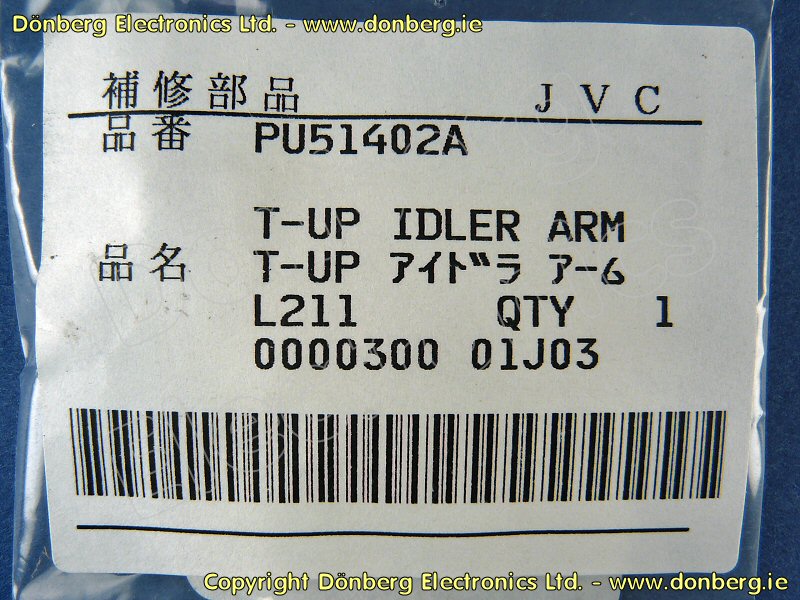 Dönberg Electronics Ltd. - www.donberg.ie
補修部品 JVC
品番 PU51402A
T-UP IDLER ARM
品名 T-UP アイドラ アーム
L211 QTY 1
0000300 01J03
Copyright Dönberg Electronics Ltd. - www.donberg.ie